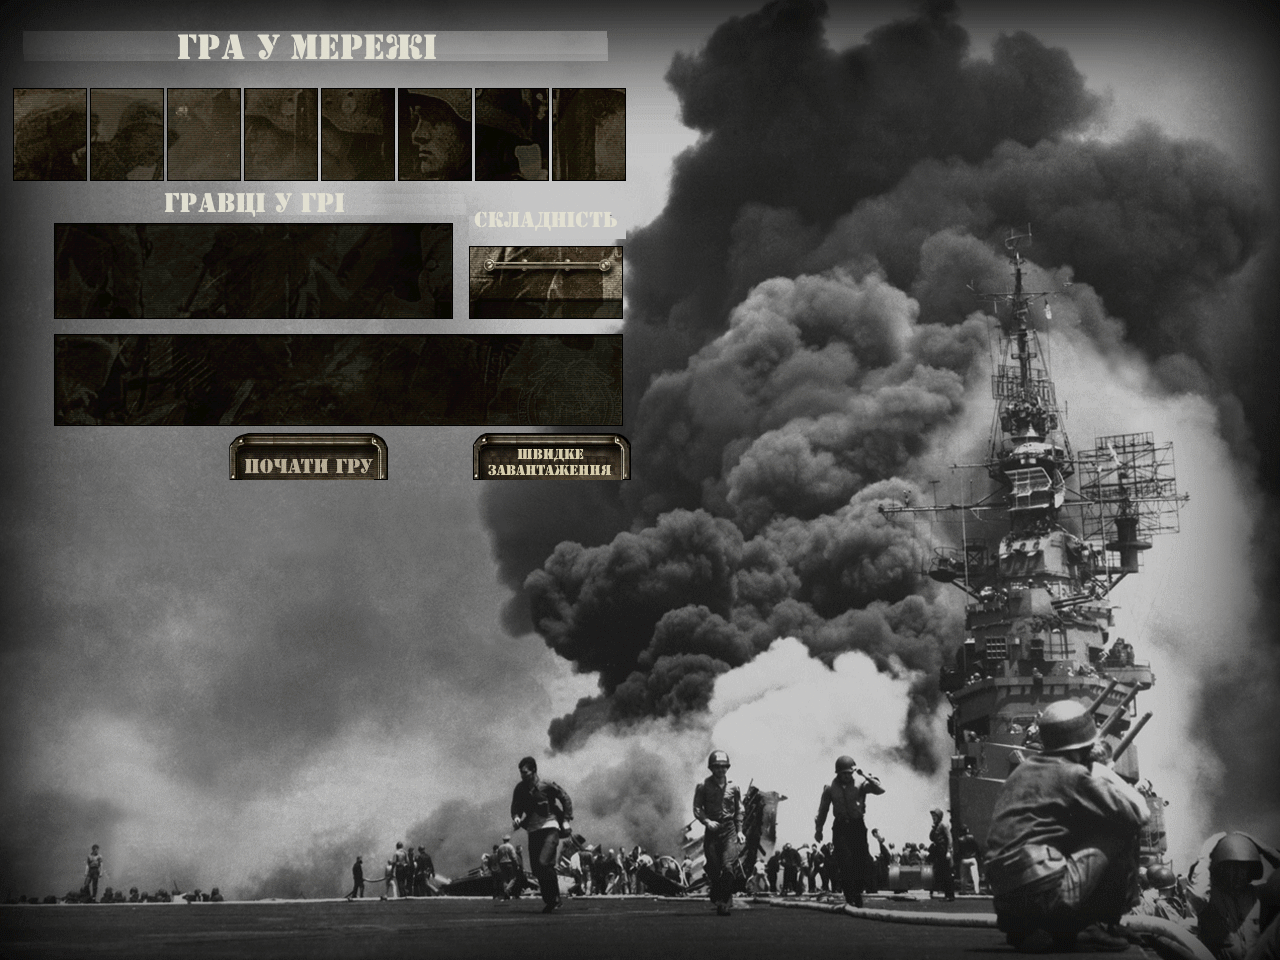 ГРА У МЕРЕЖІ
ГРАВЦІ У ГРІ
СКЛАДНІСТЬ
ПОЧАТИ ГРУ
ШВИДКЕ
ЗАВАНТАЖЕННЯ